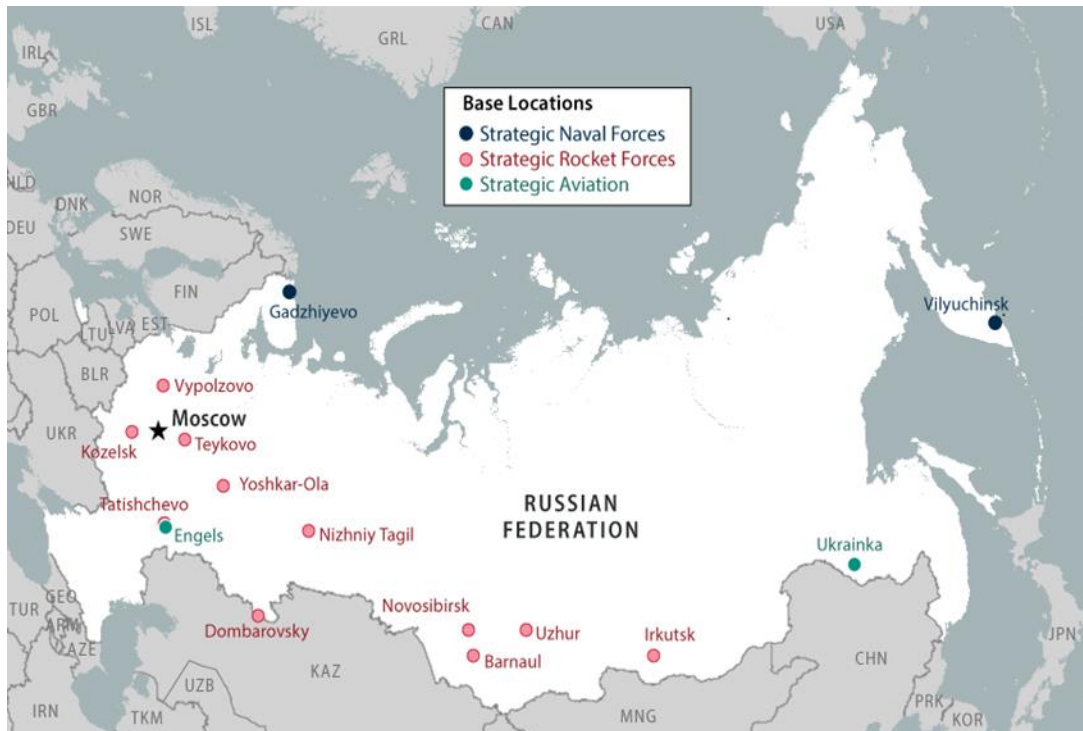 ISL
GRL
CAN
USA
IRL
GBR
Base Locations
Strategic Naval Forces
Strategic Rocket Forces
Strategic Aviation
NLD
DNK
NOR
DEU
SWE
FIN
Gadzhiyevo
Vilyuchinsk
POL
LTU
LVA
EST
BLR
Vypolzovo
Moscow
UKR
Kozelsk
Teykovo
Yoshkar-Ola
Tatishchevo
Engels
Nizhniy Tagil
RUSSIAN
FEDERATION
Ukrainka
GEO
TUR
ARM
AZE
Dombarovsky
Novosibirsk
Uzhur
Irkutsk
Barnaul
KAZ
CHN
JPN
UZB
IRN
TKM
MNG
PRK
KOR